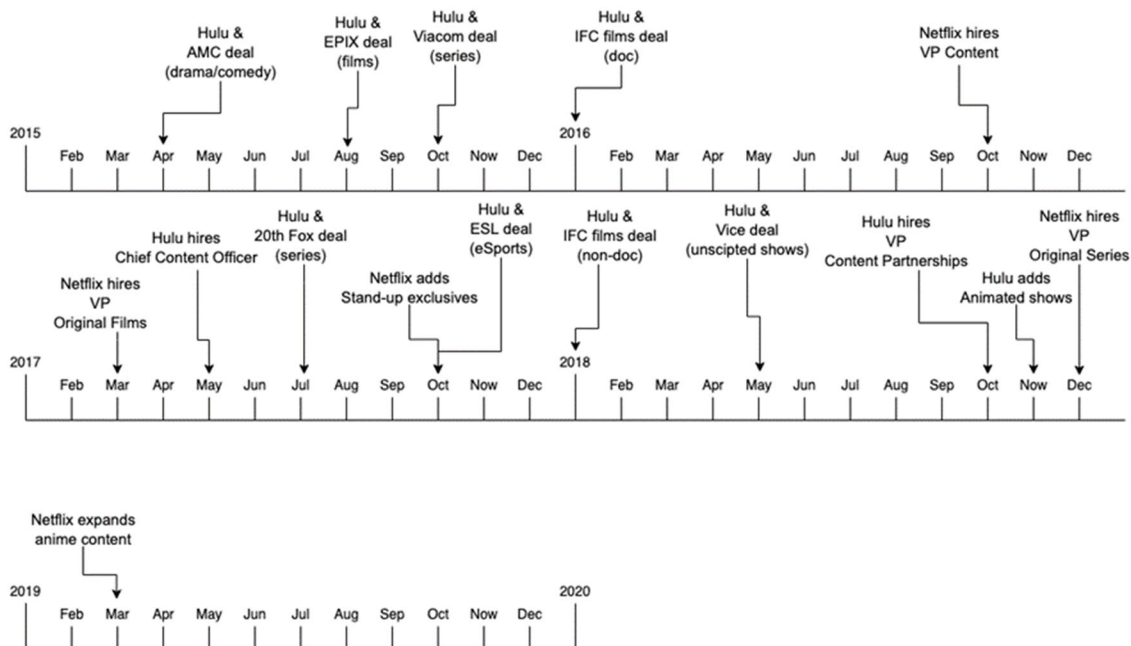 Hulu &
AMC deal
(drama/comedy)
Hulu &
EPIX deal
(films)
Hulu &
Viacom deal
(series)
Hulu &
IFC films deal
(doc)
Netflix hires
VP Content
2015
Feb Mar Apr May Jun Jul Aug Sep Oct Now Dec
2016
Feb Mar Apr May Jun Jul Aug Sep Oct Now Dec
Netflix hires
VP
Original Films
Hulu hires
Chief Content Officer
Hulu &
20th Fox deal
(series)
Netflix adds
Stand-up exclusives
Hulu &
ESL deal
(eSports)
Hulu &
IFC films deal
(non-doc)
Hulu &
Vice deal
(unscipted shows)
Hulu hires
VP
Content Partnerships
Hulu adds
Animated shows
Netflix hires
VP
Original Series
2017
Feb Mar Apr May Jun Jul Aug Sep Oct Now Dec
2018
Feb Mar Apr May Jun Jul Aug Sep Oct Now Dec
Netflix expands
anime content
2019
Feb Mar Apr May Jun Jul Aug Sep Oct Now Dec
2020